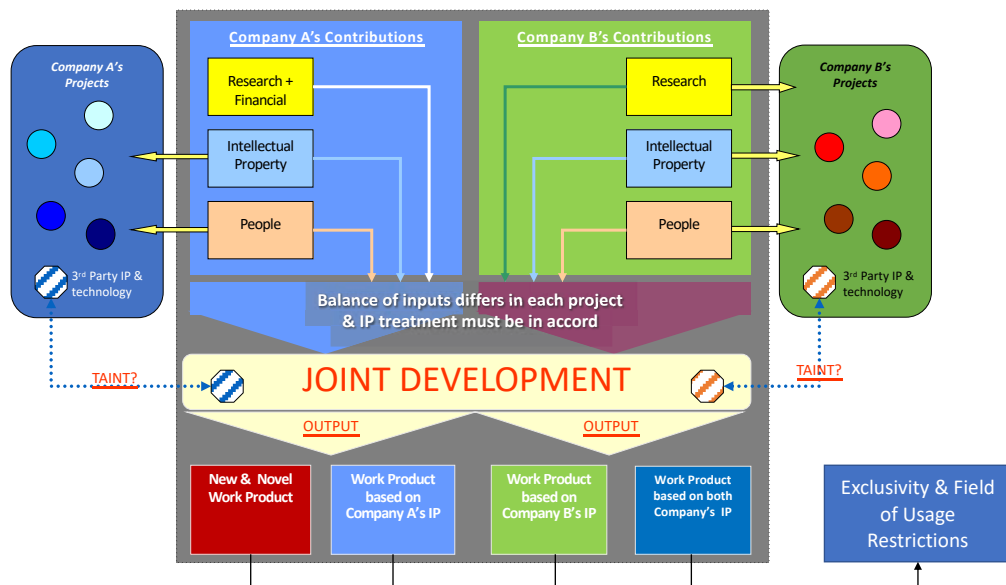 Company A's Contributions
Company B's Contributions
Company A's
Projects
Company B's
Projects
Research +
Financial
Research
Intellectual
Property
Intellectual
Property
People
People
3rd Party IP &
technology
3rd Party IP &
technology
Balance of inputs differs in each project
& IP treatment must be in accord
TAINT?
JOINT DEVELOPMENT
TAINT?
OUTPUT
OUTPUT
New & Novel
Work Product
Work Product
based on
Company A's IP
Work Product
based on
Company B's IP
Work Product
based on both
Company's IP
Exclusivity & Field
of Usage
Restrictions